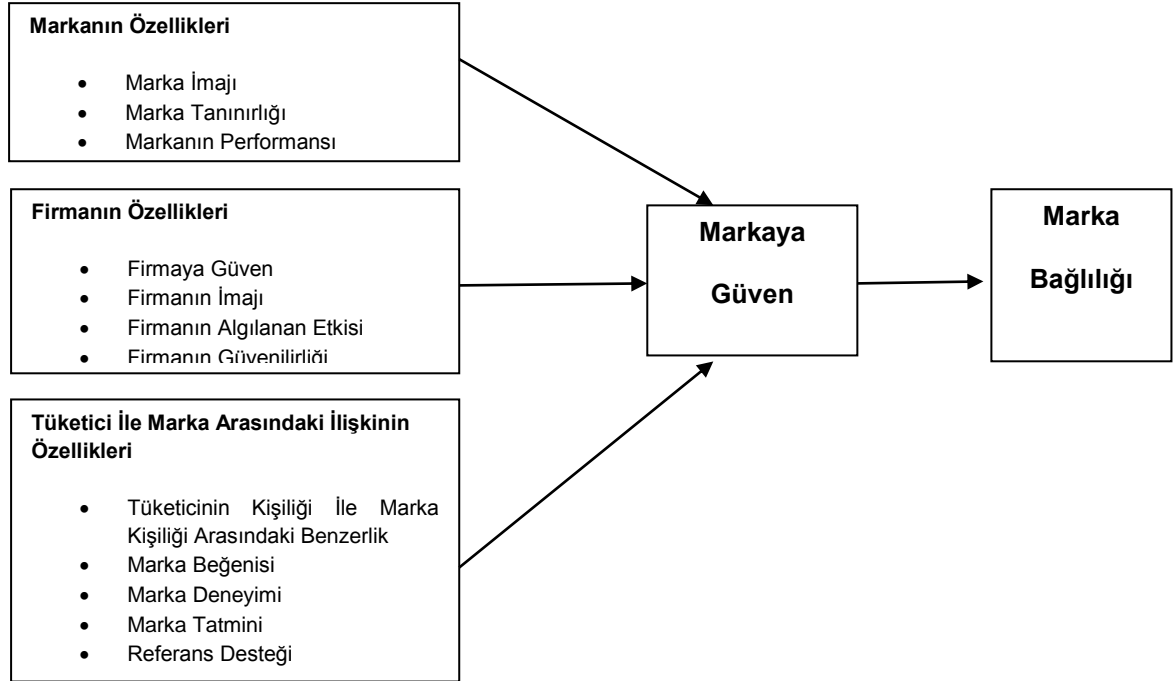 Markanın Özellikleri
• Marka İmajı
• Marka Tanınırlığı
• Markanın Performansı
Firmanın Özellikleri
• Firmaya Güven
• Firmanın İmajı
• Firmanın Algılanan Etkisi
• Firmanın Güvenilirliği
Tüketici İle Marka Arasındaki İlişkinin
Özellikleri
• Tüketicinin Kişiliği İle Marka
Kişiliği Arasındaki Benzerlik
• Marka Beğenisi
• Marka Deneyimi
• Marka Tatmini
• Referans Desteği
Markaya
Güven
Marka
Bağlılığı